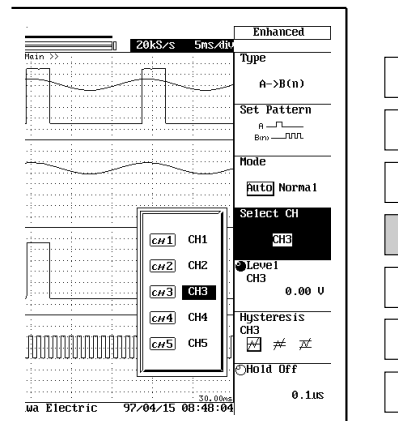 Enhanced
20kS/s 5ms/div
Main >>
Type
A->B(n)
Set Pattern
A
B(n)
Mode
Auto Normal
Select CH
CH3
CH1 CH1
CH2 CH2
CH3 CH3
CH4 CH4
CH5 CH5
Level
CH3
0.00 V
Hysteresis
CH3
Hold Off
0.1us
30.00ms
wa Electric 97/04/15 08:48:04